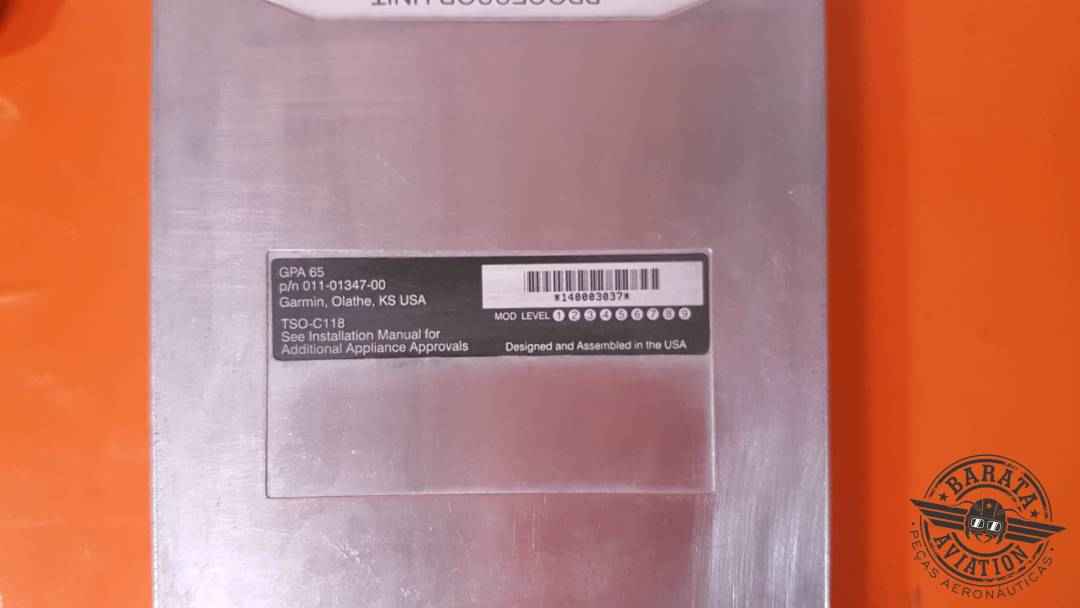 PROCESSOR UNIT
GPA 65
p/n 011-01347-00
Garmin, Olathe, KS USA
TSO-C118
See Installation Manual for
Additional Appliance Approvals
*140003037*
MOD LEVEL 1 2 3 4 5 6 7 8 9
Designed and Assembled in the USA
BARATA
AVIATION
PEÇAS AERONÁUTICAS